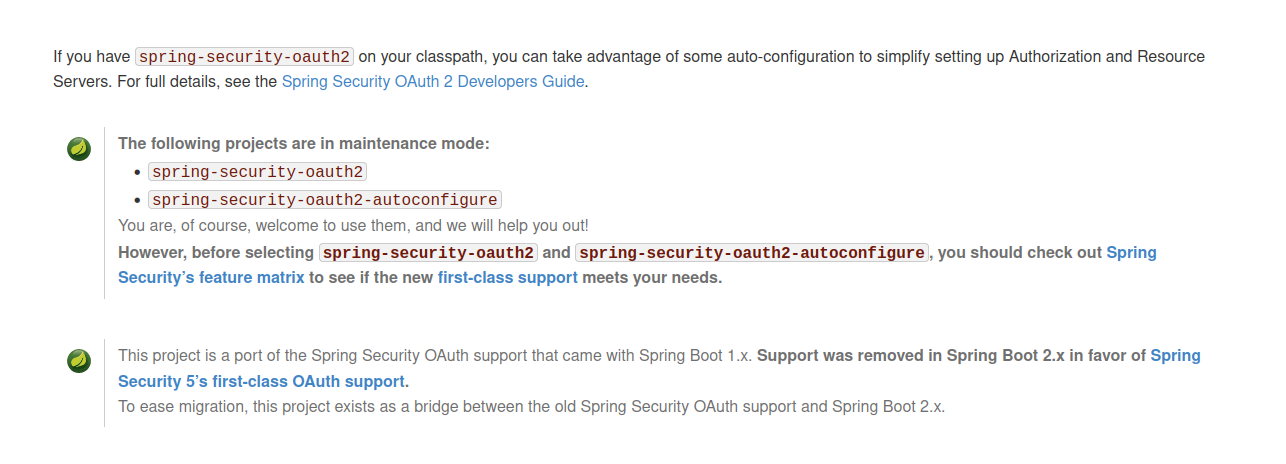 If you have spring-security-oauth2 on your classpath, you can take advantage of some auto-configuration to simplify setting up Authorization and Resource
Servers. For full details, see the Spring Security OAuth 2 Developers Guide.
The following projects are in maintenance mode:
• spring-security-oauth2
• spring-security-oauth2-autoconfigure
You are, of course, welcome to use them, and we will help you out!
However, before selecting spring-security-oauth2 and spring-security-oauth2-autoconfigure, you should check out Spring
Security’s feature matrix to see if the new first-class support meets your needs.
This project is a port of the Spring Security OAuth support that came with Spring Boot 1.x. Support was removed in Spring Boot 2.x in favor of Spring
Security 5’s first-class OAuth support.
To ease migration, this project exists as a bridge between the old Spring Security OAuth support and Spring Boot 2.x.